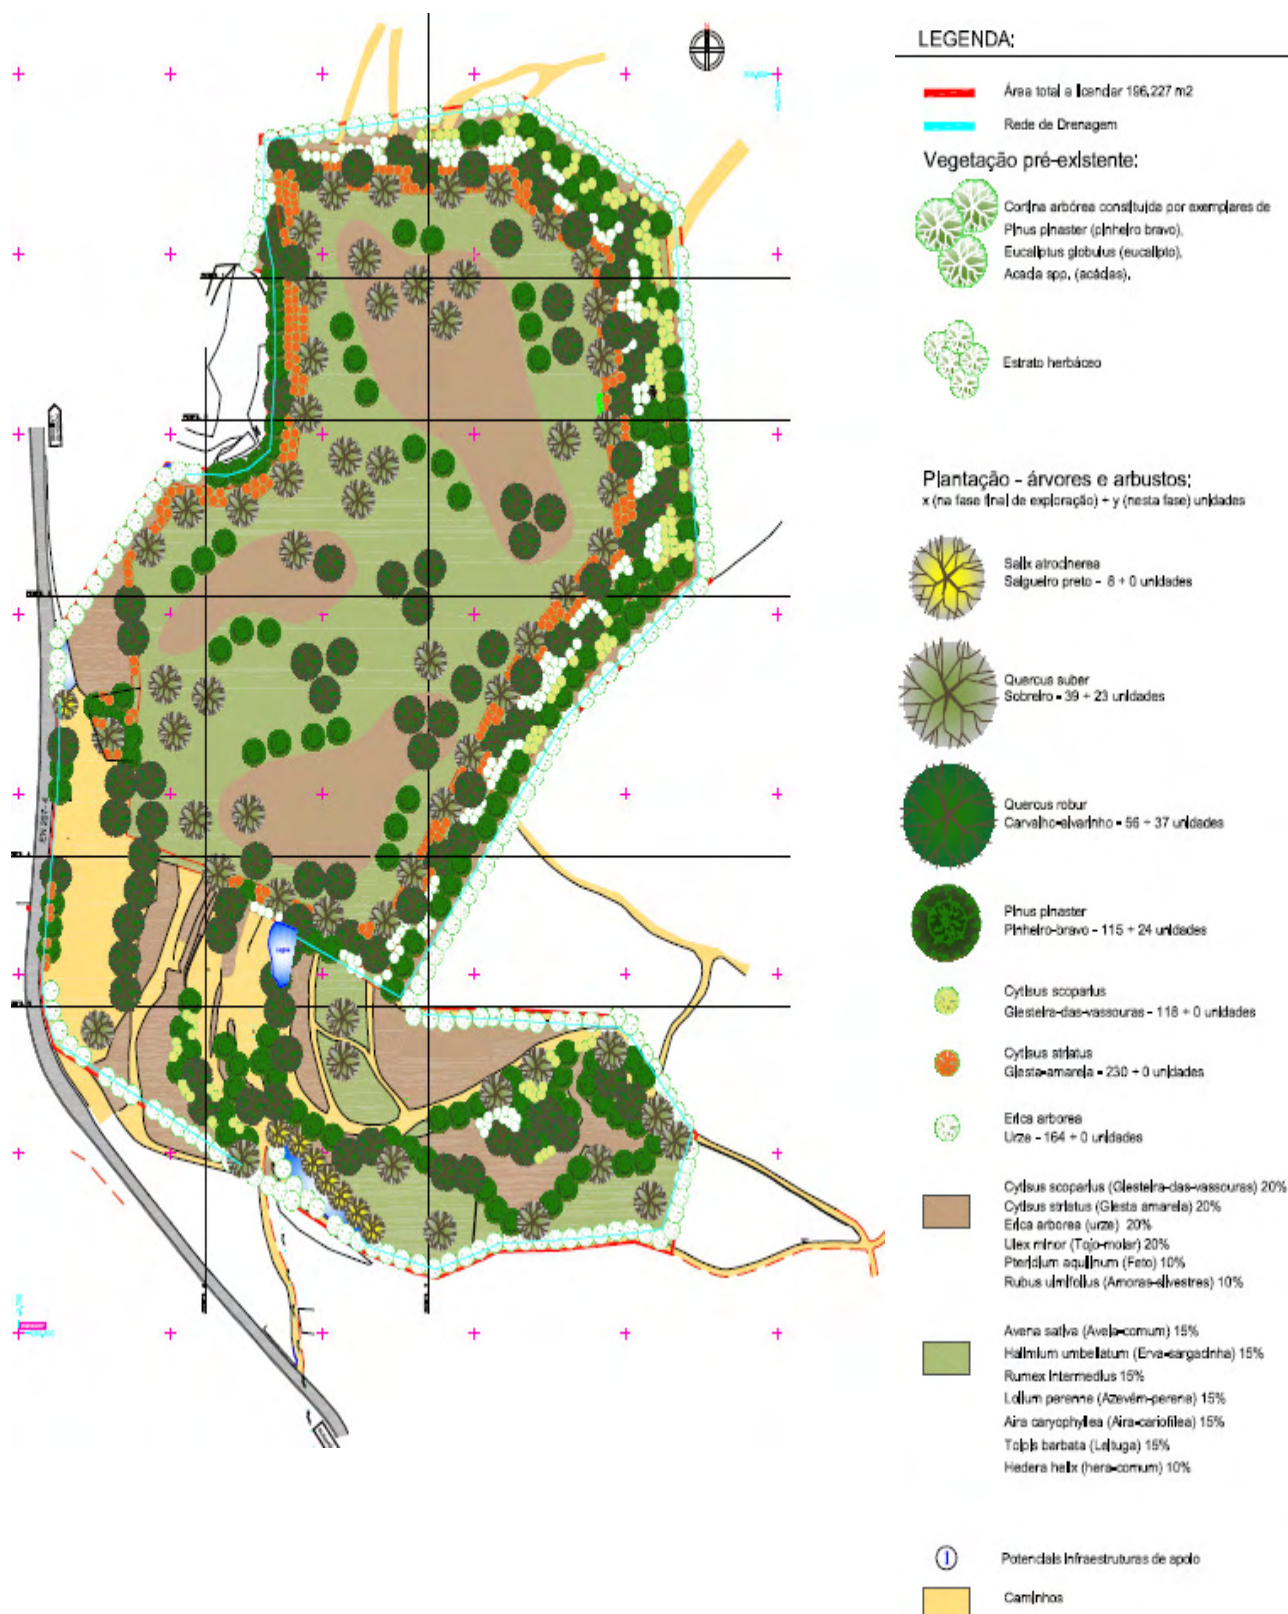 N
LEGENDA:
Área total a licenciar 196.227 m2
Rede de Drenagem
Vegetação pré-existente:
Cortina arbórea constituída por exemplares de
Pinus pinaster (pinheiro bravo),
Eucaliptus globulus (eucalipto),
Acacia spp. (acácias).
Estrato herbáceo
Plantação - árvores e arbustos:
x (na fase final de exploração) + y (nesta fase) unidades
Salix atrocinerea
Salgueiro preto - 8 + 0 unidades
Quercus suber
Sobreiro - 39 + 23 unidades
Quercus robur
Carvalho-alvarinho - 56 + 37 unidades
Pinus pinaster
Pinheiro-bravo - 115 + 24 unidades
Cytisus scoparius
Giesteira-das-vassouras - 118 + 0 unidades
Cytisus striatus
Giesta-amarela - 230 + 0 unidades
Erica arborea
Urze - 164 + 0 unidades
Cytisus scoparius (Giesteira-das-vassouras) 20%
Cytisus striatus (Giesta amarela) 20%
Erica arborea (urze) 20%
Ulex minor (Tojo-molar) 20%
Pteridium aquilinum (Feto) 10%
Rubus ulmifolius (Amoras-silvestres) 10%
Avena sativa (Aveia-comum) 15%
Halimium umbellatum (Erva-sargacinha) 15%
Rumex intermedius 15%
Lolium perenne (Azevém-perene) 15%
Aira caryophyllea (Aira-cariofilea) 15%
Tolpis barbata (Leituga) 15%
Hedera helix (hera-comum) 10%
I
Potenciais infraestruturas de apoio
Caminhos